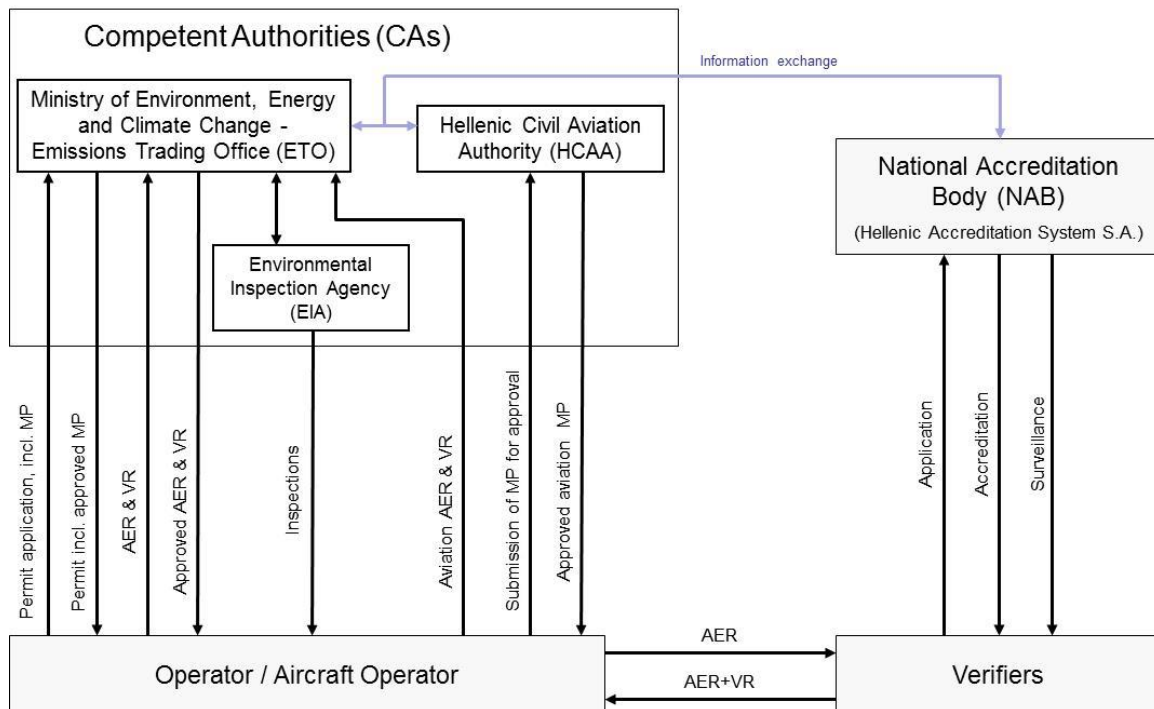 Competent Authorities (CAs)
Information exchange
Ministry of Environment, Energy
and Climate Change -
Emissions Trading Office (ETO)
Hellenic Civil Aviation
Authority (HCAA)
National Accreditation
Body (NAB)
(Hellenic Accreditation System S.A.)
Environmental
Inspection Agency
(EIA)
Permit application, incl. MP
Permit incl. approved MP
AER & VR
Approved AER & VR
Inspections
Aviation AER & VR
Submission of MP for approval
Approved aviation MP
Application
Accreditation
Surveillance
Operator / Aircraft Operator
AER
AER+VR
Verifiers